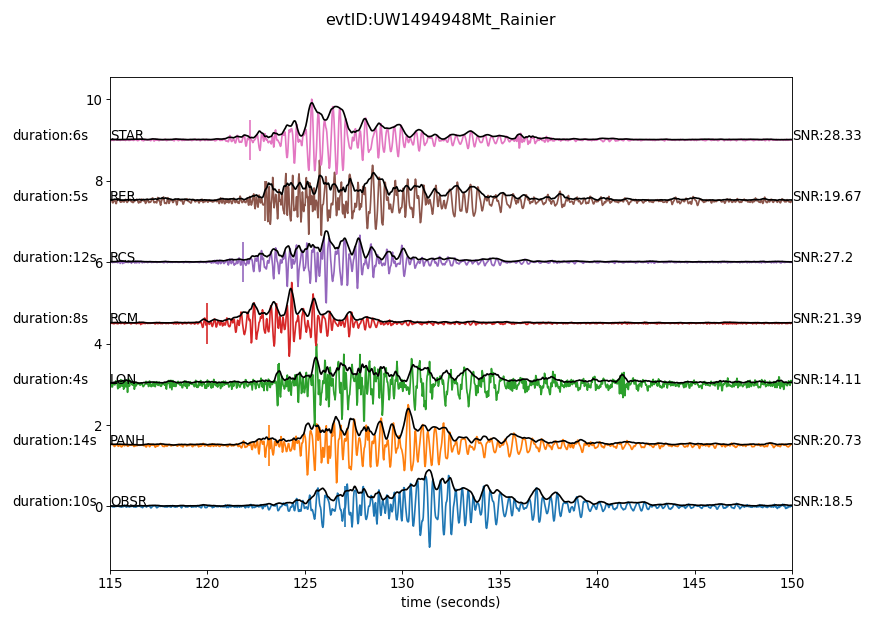 evtID:UW1494948Mt_Rainier
10
duration:6s STAR SNR:28.33
8
duration:5s RER SNR:19.67
duration:12s RCS SNR:27.2
6
duration:8s RCM SNR:21.39
4
duration:4s LON SNR:14.11
2
duration:14s PANH SNR:20.73
duration:10s OBSR SNR:18.5
0
115 120 125 130 135 140 145 150
time (seconds)